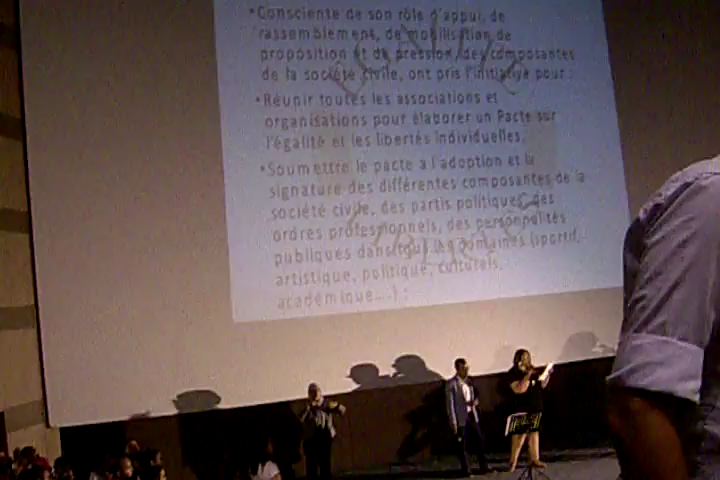 •Consciente de son rôle d'appui, de
rassemblement, de mobilisation de
proposition et de pression, des composantes
de la société civile, ont pris l'initiative pour :
•Réunir toutes les associations et
organisations pour élaborer un Pacte sur
l'égalité et les libertés individuelles.
•Soumettre le pacte a l'adoption et la
signature des différentes composantes de la
société civile, des partis politiques, des
ordres professionnels, des personnalités
publiques dans tous les domaines (sportif,
artistique, politique, culturels,
académique....) :